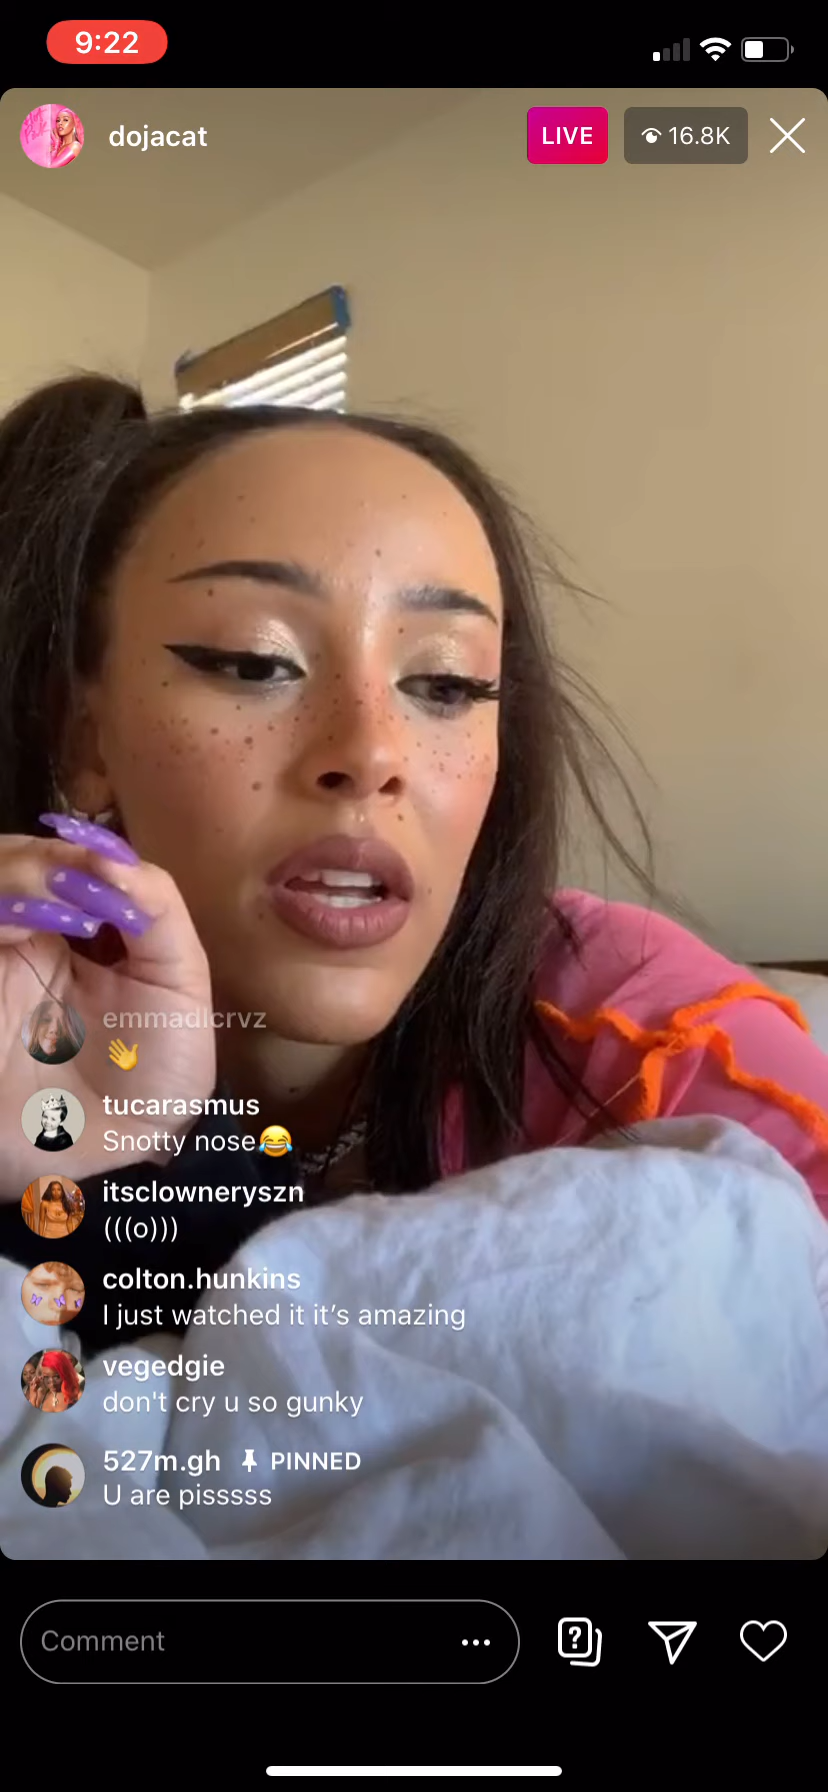 9:22
dojacat
LIVE
16.8K
emmadlcrvz
👋
tucarasmus
Snotty nose😂
itsclowneryszn
(((o)))
colton.hunkins
I just watched it it’s amazing
vegedgie
don't cry u so gunky
527m.gh PINNED
U are pisssss
Comment